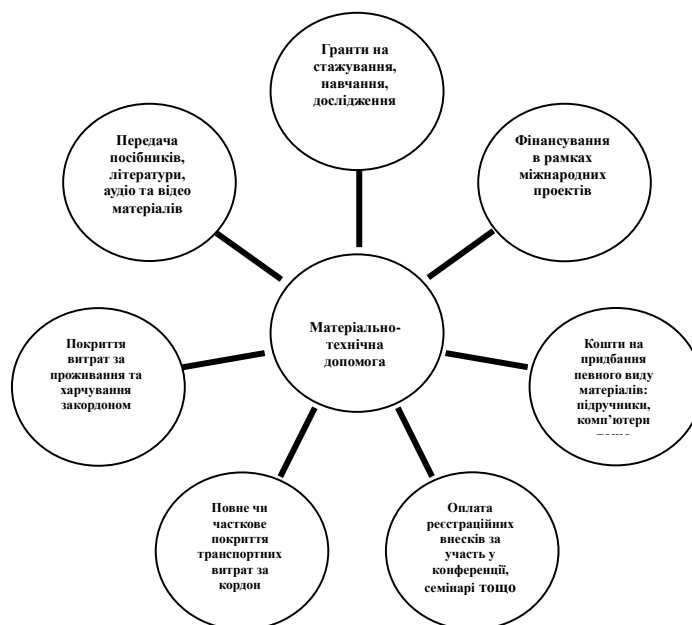 Гранти на
стажування,
навчання,
дослідження
Передача
посібників,
літератури,
аудіо та відео
матеріалів
Фінансування
в рамках
міжнародних
проектів
Матеріально-
технічна
допомога
Покриття
витрат за
проживання та
харчування
закордоном
Кошти на
придбання
певного виду
матеріалів:
підручники,
комп’ютери
Повне чи
часткове
покриття
транспортних
витрат за
кордон
Оплата
реєстраційних
внесків за
участь у
конференції,
семінарі тощо